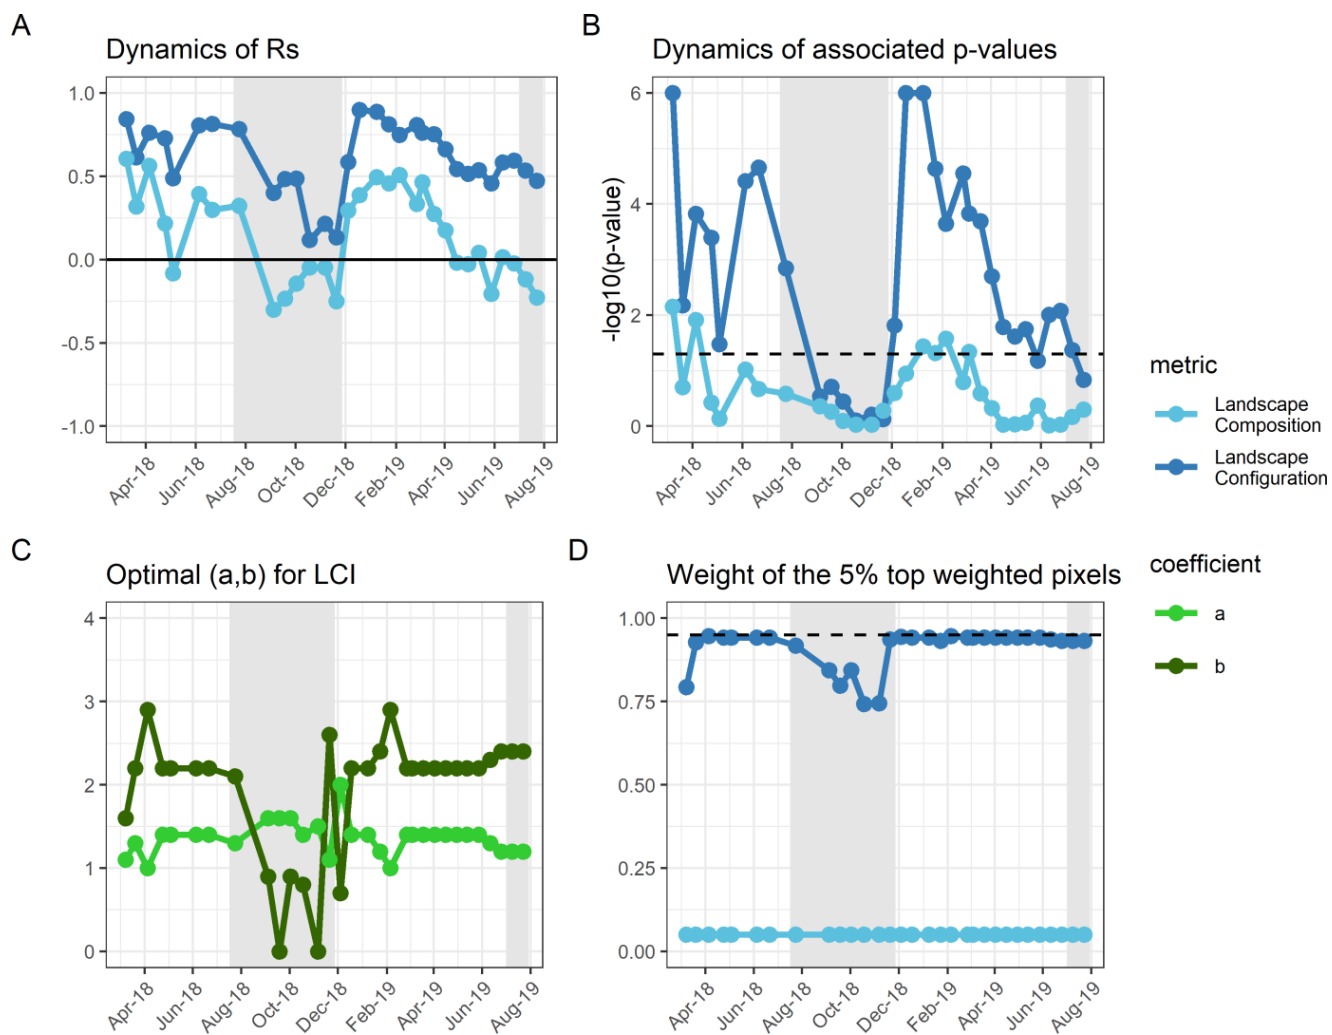 A
Dynamics of Rs
1.0
0.5
0.0
-0.5
-1.0
Apr-18
Jun-18
Aug-18
Oct-18
Dec-18
Feb-19
Apr-19
Jun-19
Aug-19
B
Dynamics of associated p-values
-log10(p-value)
6
4
2
0
Apr-18
Jun-18
Aug-18
Oct-18
Dec-18
Feb-19
Apr-19
Jun-19
Aug-19
metric
Landscape
Composition
Landscape
Configuration
C
Optimal (a,b) for LCI
4
3
2
1
0
Apr-18
Jun-18
Aug-18
Oct-18
Dec-18
Feb-19
Apr-19
Jun-19
Aug-19
D
Weight of the 5% top weighted pixels
1.00
0.75
0.50
0.25
0.00
Apr-18
Jun-18
Aug-18
Oct-18
Dec-18
Feb-19
Apr-19
Jun-19
Aug-19
coefficient
a
b